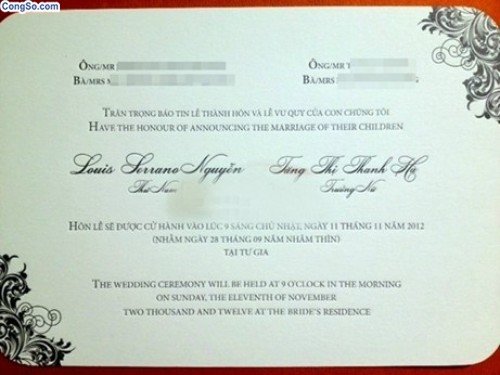 CongSo.com
ÔNG/MR
ÔNG/MR T
BÀ/MRS
BÀ/MRS
TRÂN TRỌNG BÁO TIN LỄ THÀNH HÔN VÀ LỄ VU QUY CỦA CON CHÚNG TÔI
HAVE THE HONOUR OF ANNOUNCING THE MARRIAGE OF THEIR CHILDREN
Louis Serrano Nguyễn
Tăng Thị Thanh Hà
Thứ Nam
Trưởng Nữ
HÔN LỄ SẼ ĐƯỢC CỬ HÀNH VÀO LÚC 9 SÁNG CHỦ NHẬT, NGÀY 11 THÁNG 11 NĂM 2012
(NHẰM NGÀY 28 THÁNG 09 NĂM NHÂM THÌN)
TẠI TƯ GIA
THE WEDDING CEREMONY WILL BE HELD AT 9 O'CLOCK IN THE MORNING
ON SUNDAY, THE ELEVENTH OF NOVEMBER
TWO THOUSAND AND TWELVE AT THE BRIDE'S RESIDENCE